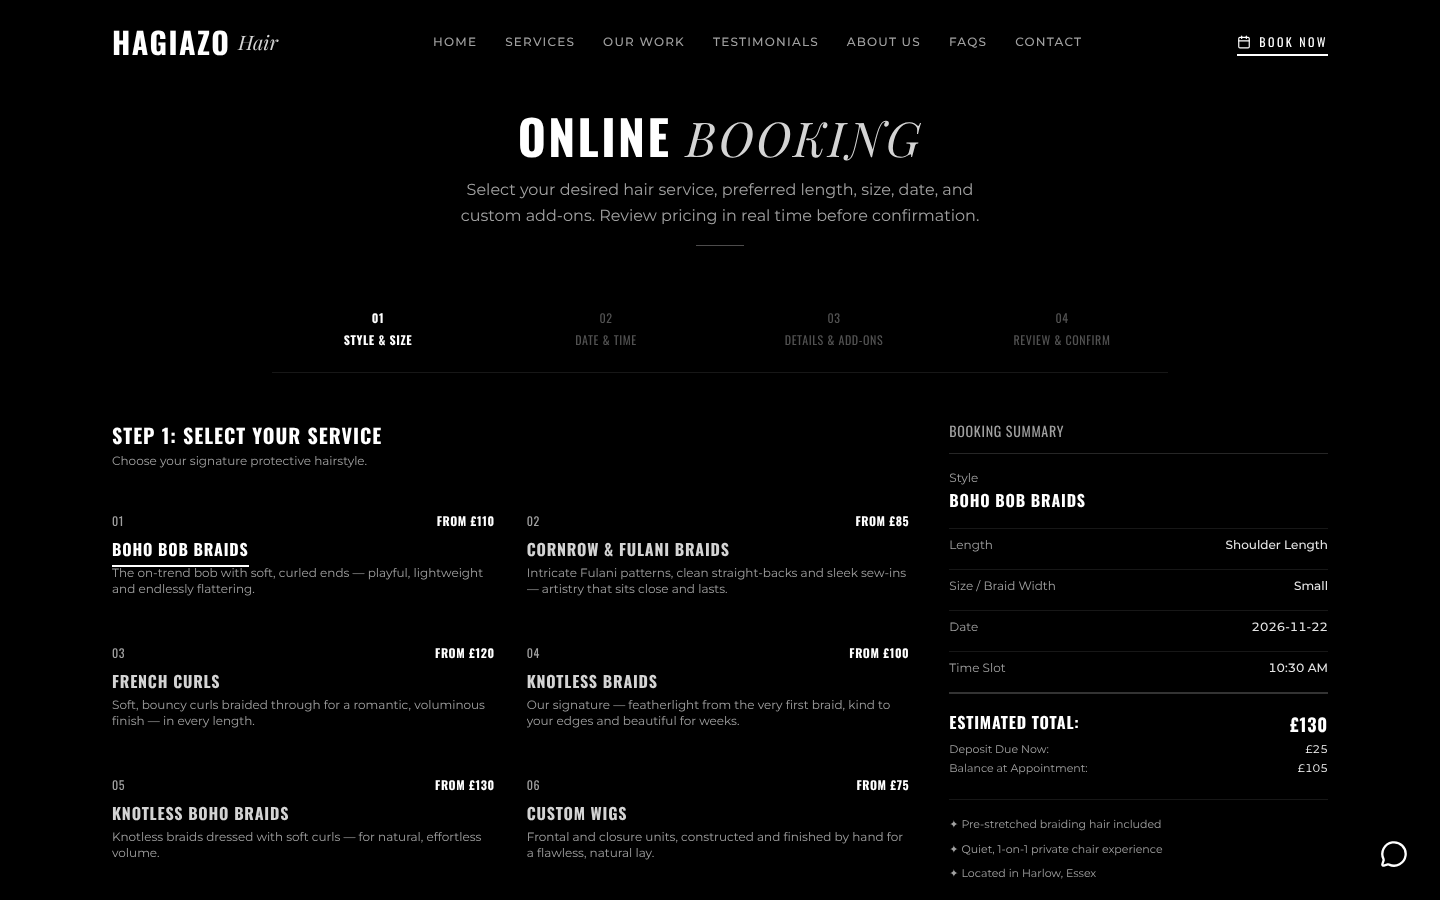 HAGIAZO Hair
HOME SERVICES OUR WORK TESTIMONIALS ABOUT US FAQS CONTACT
BOOK NOW
ONLINE BOOKING
Select your desired hair service, preferred length, size, date, and
custom add-ons. Review pricing in real time before confirmation.
01
STYLE & SIZE
02
DATE & TIME
03
DETAILS & ADD-ONS
04
REVIEW & CONFIRM
STEP 1: SELECT YOUR SERVICE
Choose your signature protective hairstyle.
01 FROM £110
BOHO BOB BRAIDS
The on-trend bob with soft, curled ends — playful, lightweight
and endlessly flattering.
02 FROM £85
CORNROW & FULANI BRAIDS
Intricate Fulani patterns, clean straight-backs and sleek sew-ins
— artistry that sits close and lasts.
03 FROM £120
FRENCH CURLS
Soft, bouncy curls braided through for a romantic, voluminous
finish — in every length.
04 FROM £100
KNOTLESS BRAIDS
Our signature — featherlight from the very first braid, kind to
your edges and beautiful for weeks.
05 FROM £130
KNOTLESS BOHO BRAIDS
Knotless braids dressed with soft curls — for natural, effortless
volume.
06 FROM £75
CUSTOM WIGS
Frontal and closure units, constructed and finished by hand for
a flawless, natural lay.
BOOKING SUMMARY
Style
BOHO BOB BRAIDS
Length Shoulder Length
Size / Braid Width Small
Date 2026-11-22
Time Slot 10:30 AM
ESTIMATED TOTAL: £130
Deposit Due Now: £25
Balance at Appointment: £105
✦ Pre-stretched braiding hair included
✦ Quiet, 1-on-1 private chair experience
✦ Located in Harlow, Essex